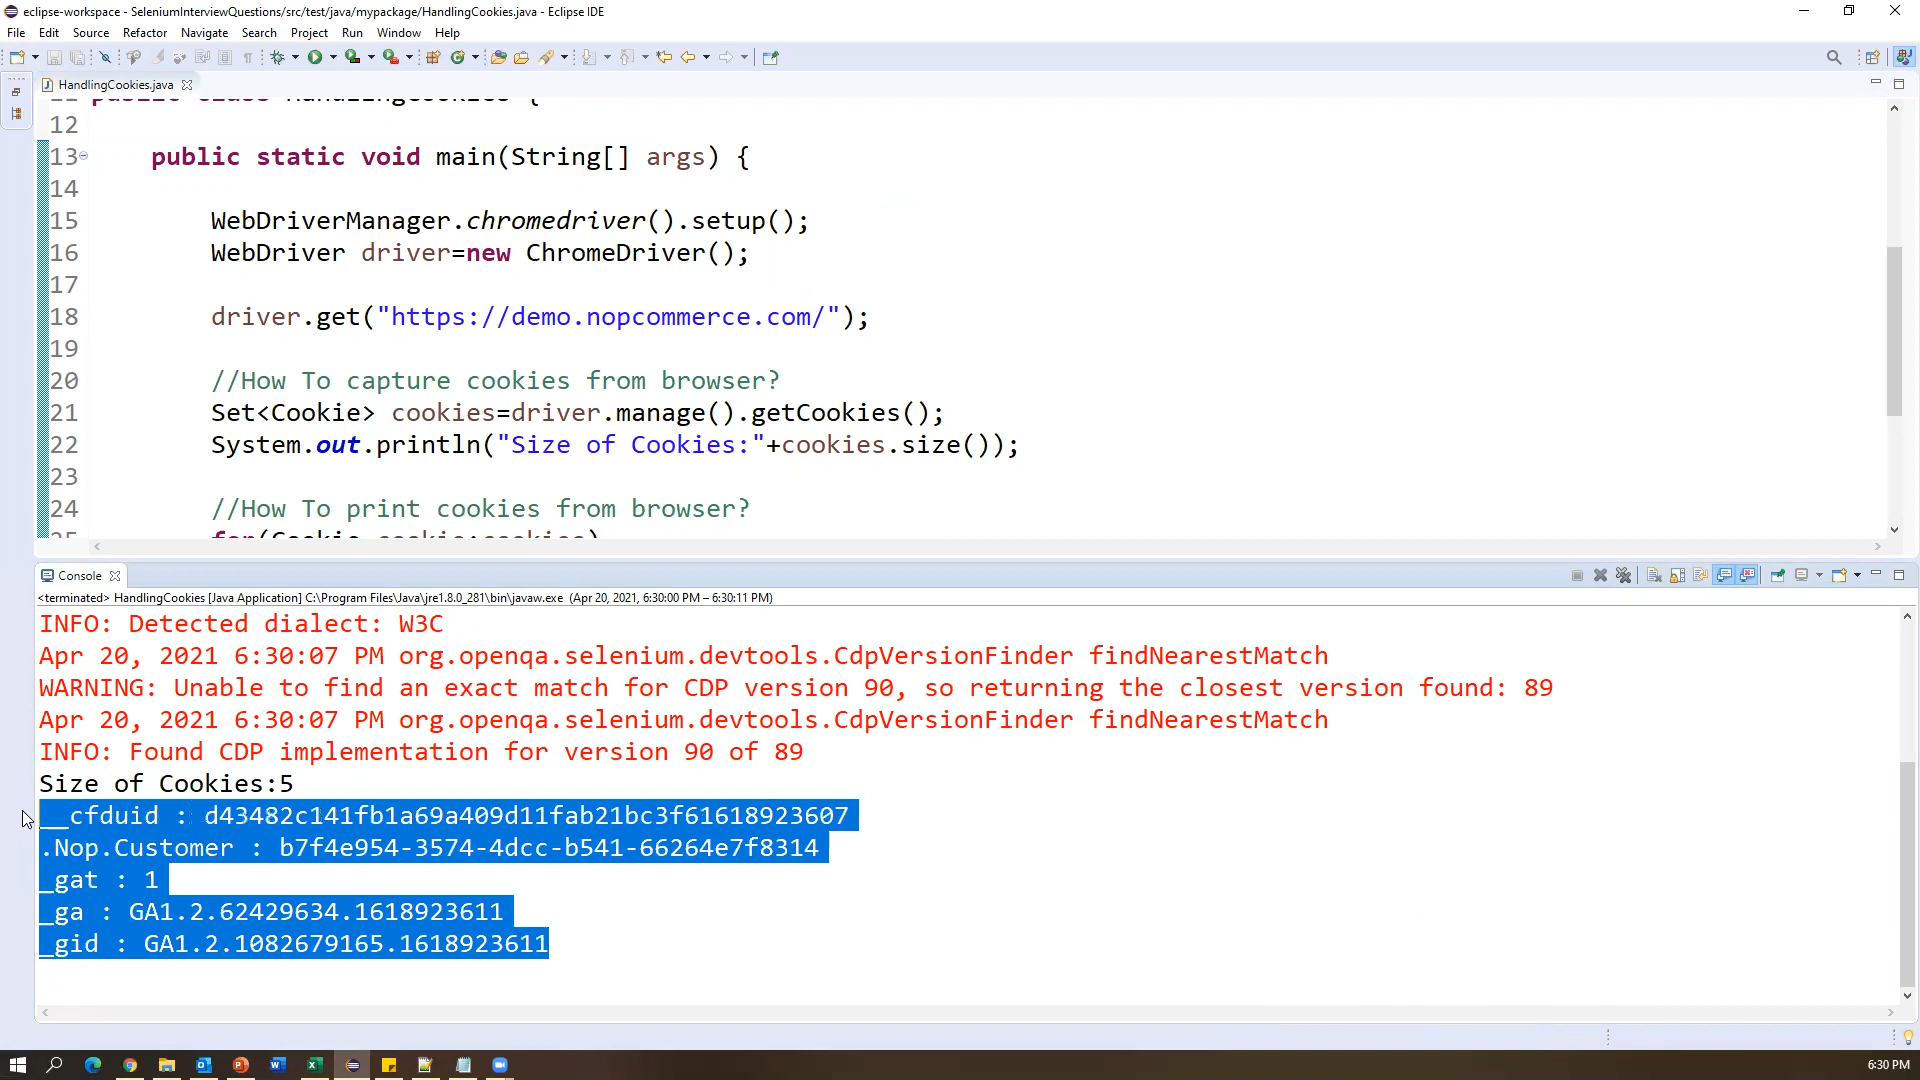 eclipse-workspace - SeleniumInterviewQuestions/src/test/java/mypackage/HandlingCookies.java - Eclipse IDE
File Edit Source Refactor Navigate Search Project Run Window Help
HandlingCookies.java
12
13 public static void main(String[] args) {
14
15 WebDriverManager.chromedriver().setup();
16 WebDriver driver=new ChromeDriver();
17
18 driver.get("https://demo.nopcommerce.com/");
19
20 //How To capture cookies from browser?
21 Set<Cookie> cookies=driver.manage().getCookies();
22 System.out.println("Size of Cookies:"+cookies.size());
23
24 //How To print cookies from browser?
Console
<terminated> HandlingCookies [Java Application] C:\Program Files\Java\jre1.8.0_281\bin\javaw.exe (Apr 20, 2021, 6:30:00 PM – 6:30:11 PM)
INFO: Detected dialect: W3C
Apr 20, 2021 6:30:07 PM org.openqa.selenium.devtools.CdpVersionFinder findNearestMatch
WARNING: Unable to find an exact match for CDP version 90, so returning the closest version found: 89
Apr 20, 2021 6:30:07 PM org.openqa.selenium.devtools.CdpVersionFinder findNearestMatch
INFO: Found CDP implementation for version 90 of 89
Size of Cookies:5
__cfduid : d43482c141fb1a69a409d11fab21bc3f61618923607
.Nop.Customer : b7f4e954-3574-4dcc-b541-66264e7f8314
_gat : 1
_ga : GA1.2.62429634.1618923611
_gid : GA1.2.1082679165.1618923611
6:30 PM